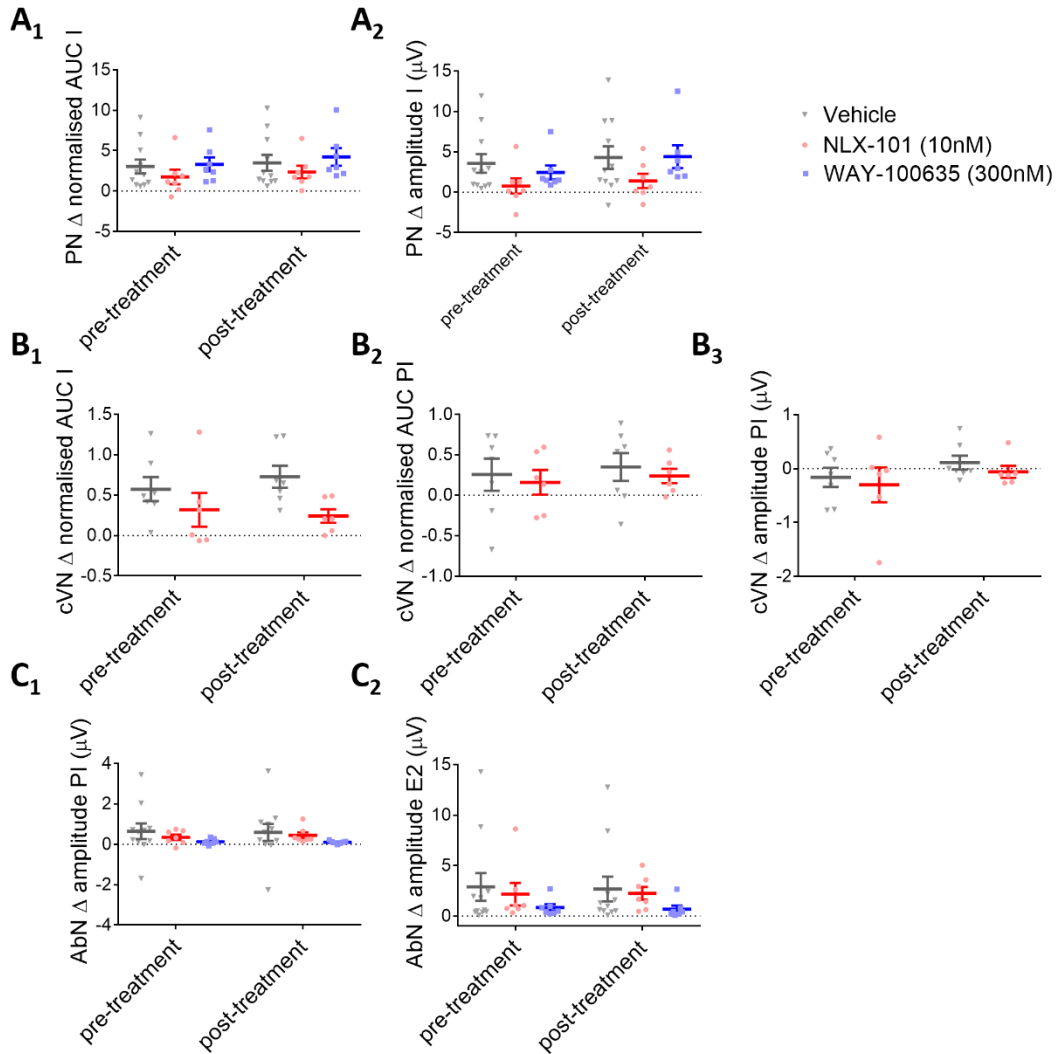 A1
PN Δ normalised AUC I
15
10
5
0
-5
pre-treatment
post-treatment
A2
PN Δ amplitude I (μV)
15
10
5
0
-5
pre-treatment
post-treatment
Vehicle
NLX-101 (10nM)
WAY-100635 (300nM)
B1
cVN Δ normalised AUC I
1.5
1.0
0.5
0.0
-0.5
pre-treatment
post-treatment
B2
cVN Δ normalised AUC PI
1.0
0.5
0.0
-0.5
-1.0
pre-treatment
post-treatment
B3
cVN Δ amplitude PI (μV)
1
0
-1
-2
pre-treatment
post-treatment
C1
AbN Δ amplitude PI (μV)
4
2
0
-2
-4
pre-treatment
post-treatment
C2
AbN Δ amplitude E2 (μV)
15
10
5
0
pre-treatment
post-treatment